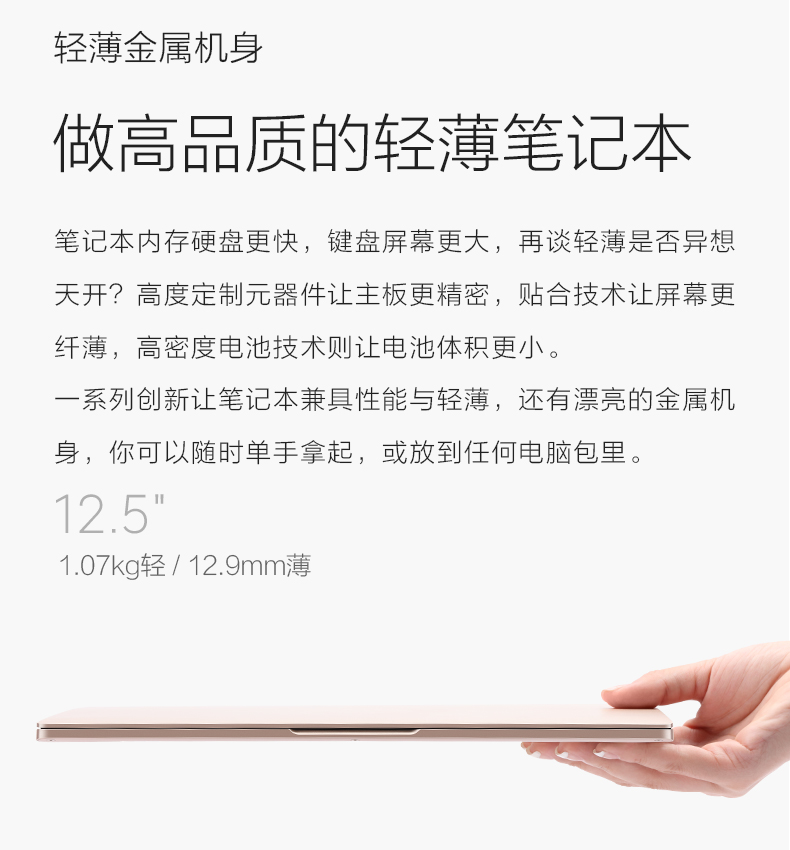 轻薄金属机身
做高品质的轻薄笔记本
笔记本内存硬盘更快，键盘屏幕更大，再谈轻薄是否异想
天开？高度定制元器件让主板更精密，贴合技术让屏幕更
纤薄，高密度电池技术则让电池体积更小。
一系列创新让笔记本兼具性能与轻薄，还有漂亮的金属机
身，你可以随时单手拿起，或放到任何电脑包里。
12.5"
1.07kg轻 / 12.9mm薄